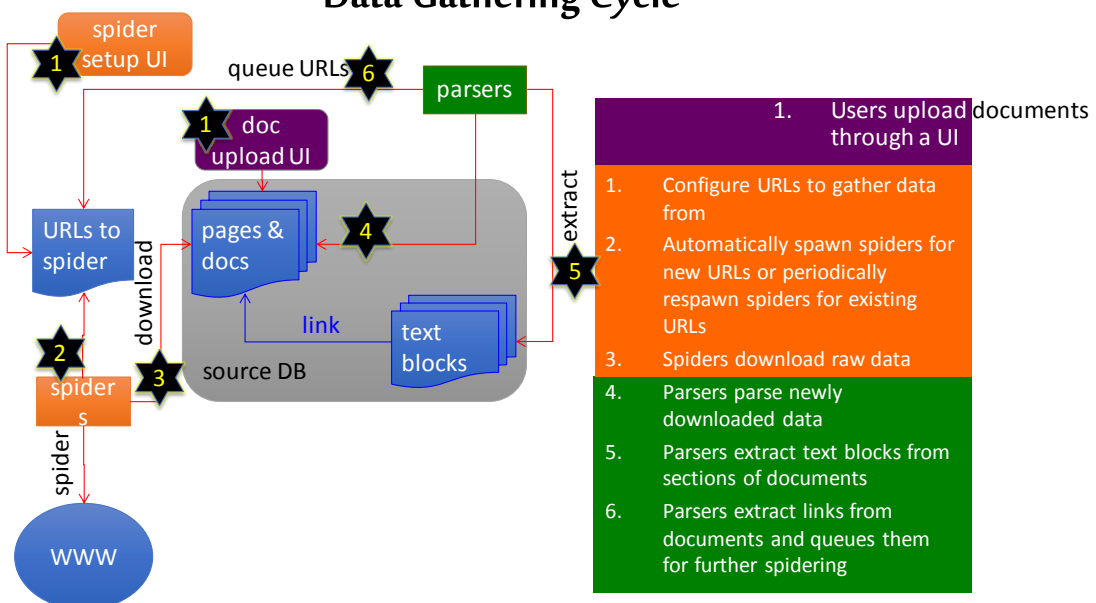 Data Gathering Cycle
spider
setup UI
1
queue URLs
6
parsers
1
doc
upload UI
URLs to
spider
download
pages &
docs
4
extract
5
link
text
blocks
2
3
source DB
spider
s
spider
WWW
1. Users upload documents
through a UI
1. Configure URLs to gather data
from
2. Automatically spawn spiders for
new URLs or periodically
respawn spiders for existing
URLs
3. Spiders download raw data
4. Parsers parse newly
downloaded data
5. Parsers extract text blocks from
sections of documents
6. Parsers extract links from
documents and queues them
for further spidering